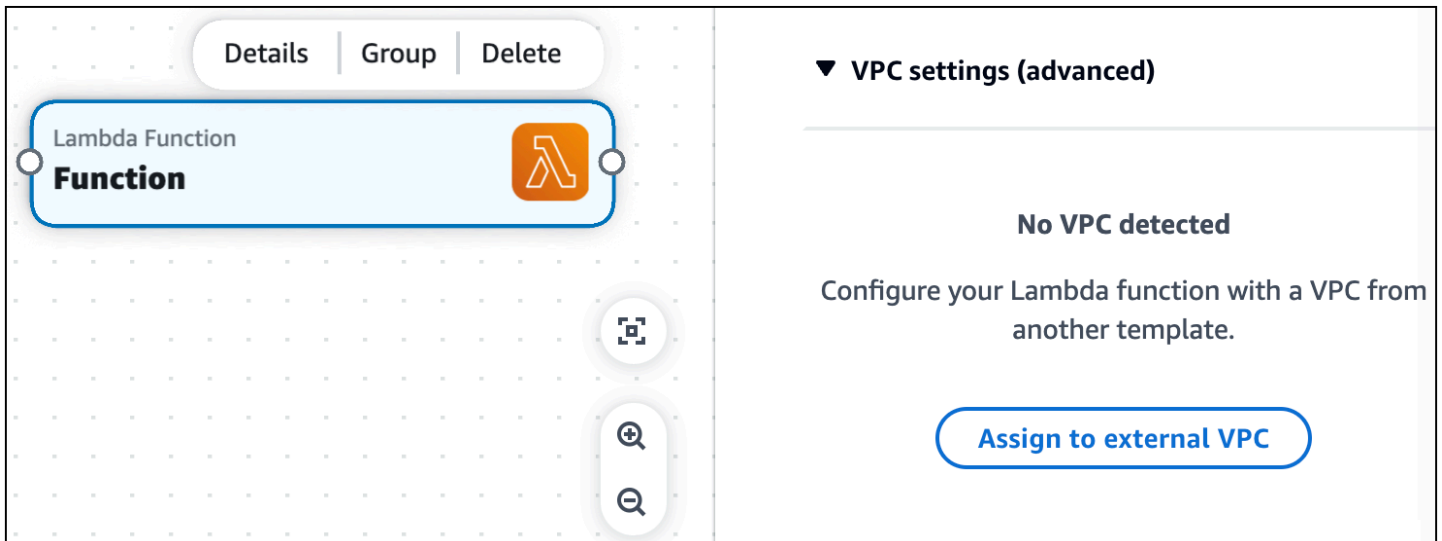 Details Group Delete
Lambda Function
Function
VPC settings (advanced)
No VPC detected
Configure your Lambda function with a VPC from
another template.
Assign to external VPC